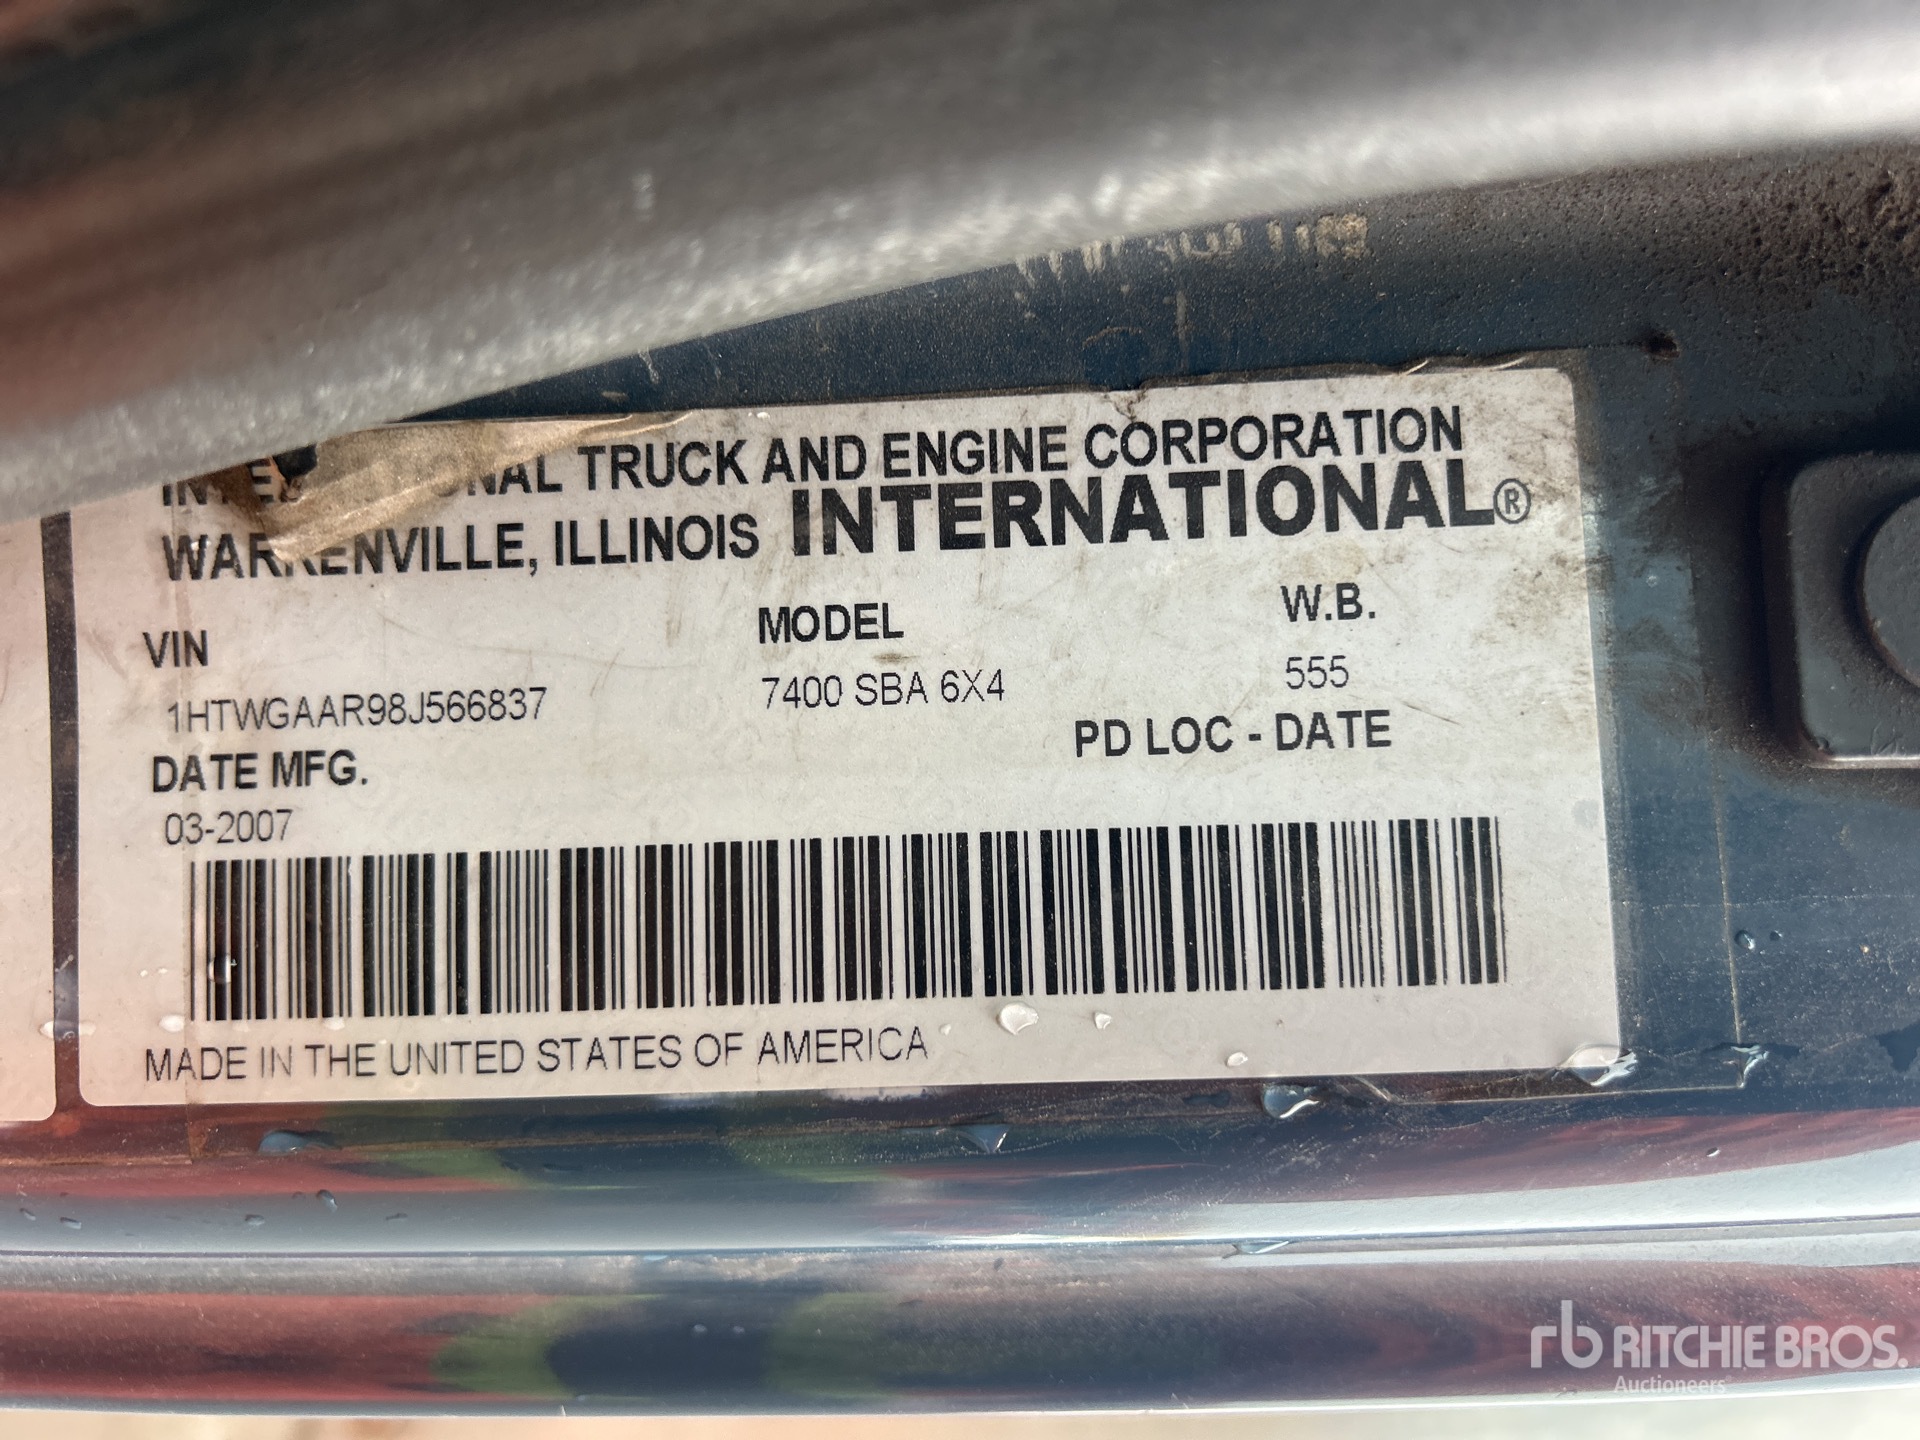 TRUCK AND ENGINE CORPORATION
WARRENVILLE, ILLINOIS INTERNATIONAL®
VIN MODEL W.B.
1HTWGAAR98J566837 7400 SBA 6X4 555
DATE MFG. PD LOC - DATE
03-2007
MADE IN THE UNITED STATES OF AMERICA
rb RITCHIE BROS.
Auctioneers